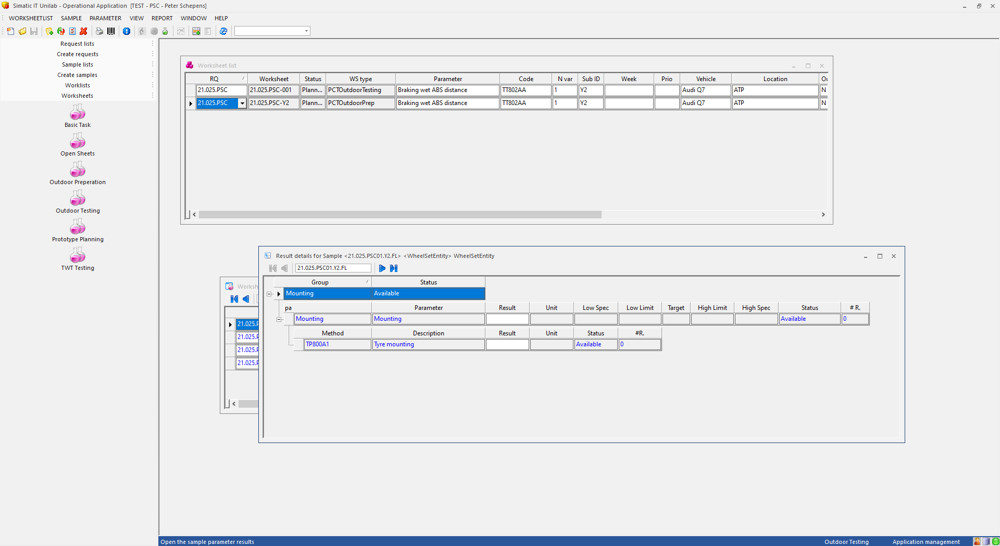 Simatic IT Unilab - Operational Application [TEST - PSC - Peter Schepens]
WORKSHEETLIST SAMPLE PARAMETER VIEW REPORT WINDOW HELP
Request lists
Create requests
Sample lists
Create samples
Worklists
Worksheets
Basic Task
Open Sheets
Outdoor Preperation
Outdoor Testing
Prototype Planning
TWT Testing
Worksheet list
RQ Worksheet Status WS type Parameter Code N var Sub ID Week Prio Vehicle Location Ou
21.025.PSC 21.025.PSC-001 Plann... PCTOutdoorTesting Braking wet ABS distance TT802AA 1 Y2 Audi Q7 ATP N
21.025.PSC 21.025.PSC-Y2 Plann... PCTOutdoorPrep Braking wet ABS distance TT802AA 1 Y2 Audi Q7 ATP N
Worksh
21.025.P
21.025.P
21.025.P
21.025.P
Result details for Sample <21.025.PSC01.Y2.FL> <WheelSetEntity> WheelSetEntity
21.025.PSC01.Y2.FL
Group Status
Mounting Available
pa Parameter Result Unit Low Spec Low Limit Target High Limit High Spec Status # R.
Mounting Mounting Available 0
Method Description Result Unit Status #R.
TP800A1 Tyre mounting Available 0
Open the sample parameter results Outdoor Testing Application management